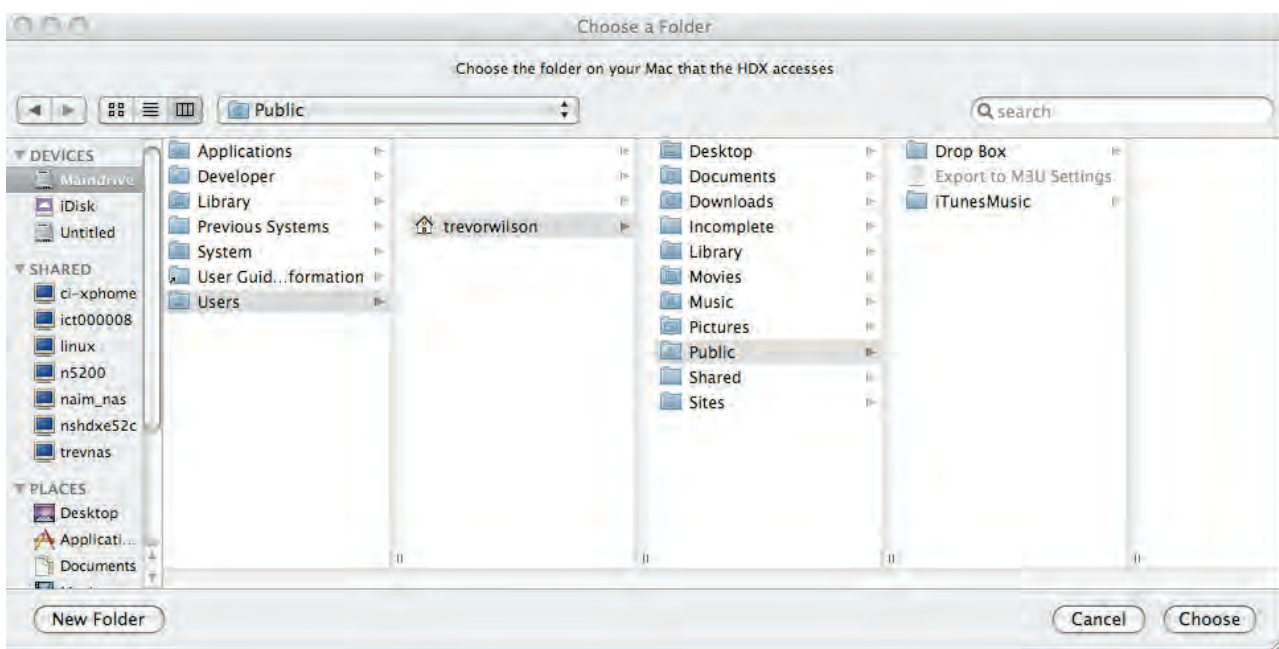 Choose a Folder
Choose the folder on your Mac that the HDX accesses
Public
search
DEVICES
Maindrive
iDisk
Untitled
SHARED
ci-xphome
ict000008
linux
n5200
naim_nas
nshdxe52c
trevnas
PLACES
Desktop
Applicati...
Documents
Applications
Developer
Library
Previous Systems
System
User Guid...formation
Users
trevorwilson
Desktop
Documents
Downloads
Incomplete
Library
Movies
Music
Pictures
Public
Shared
Sites
Drop Box
Export to M3U Settings
iTunesMusic
New Folder
Cancel
Choose